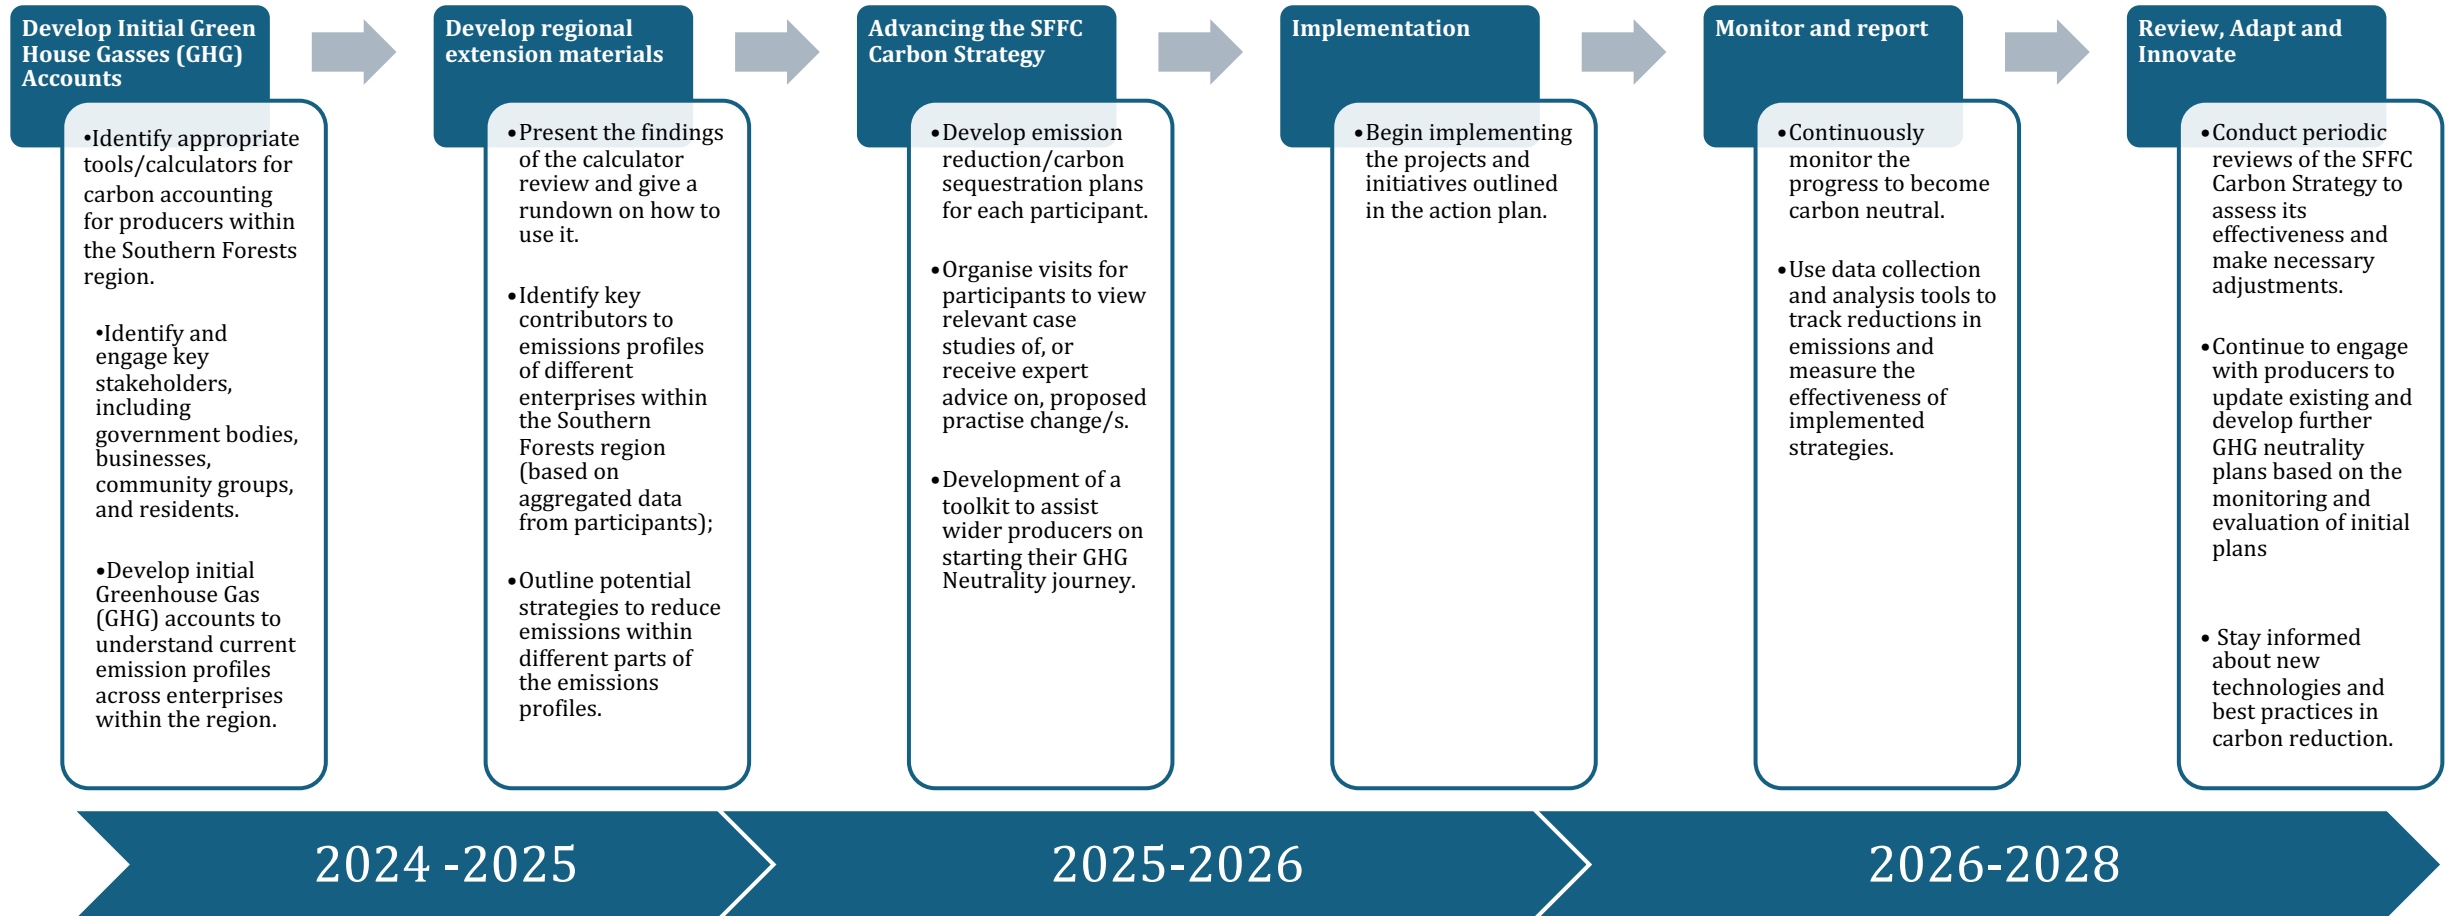 Develop Initial Green
House Gasses (GHG)
Accounts
•Identify appropriate
tools/calculators for
carbon accounting
for producers within
the Southern Forests
region.
•Identify and
engage key
stakeholders,
including
government bodies,
businesses,
community groups,
and residents.
•Develop initial
Greenhouse Gas
(GHG) accounts to
understand current
emission profiles
across enterprises
within the region.
Develop regional
extension materials
•Present the findings
of the calculator
review and give a
rundown on how to
use it.
•Identify key
contributors to
emissions profiles
of different
enterprises within
the Southern
Forests region
(based on
aggregated data
from participants);
•Outline potential
strategies to reduce
emissions within
different parts of
the emissions
profiles.
Advancing the SFFC
Carbon Strategy
•Develop emission
reduction/carbon
sequestration plans
for each participant.
•Organise visits for
participants to view
relevant case
studies of, or
receive expert
advice on, proposed
practise change/s.
•Development of a
toolkit to assist
wider producers on
starting their GHG
Neutrality journey.
Implementation
•Begin implementing
the projects and
initiatives outlined
in the action plan.
Monitor and report
•Continuously
monitor the
progress to become
carbon neutral.
•Use data collection
and analysis tools to
track reductions in
emissions and
measure the
effectiveness of
implemented
strategies.
Review, Adapt and
Innovate
•Conduct periodic
reviews of the SFFC
Carbon Strategy to
assess its
effectiveness and
make necessary
adjustments.
•Continue to engage
with producers to
update existing and
develop further
GHG neutrality
plans based on the
monitoring and
evaluation of initial
plans
• Stay informed
about new
technologies and
best practices in
carbon reduction.
2024 -2025
2025-2026
2026-2028